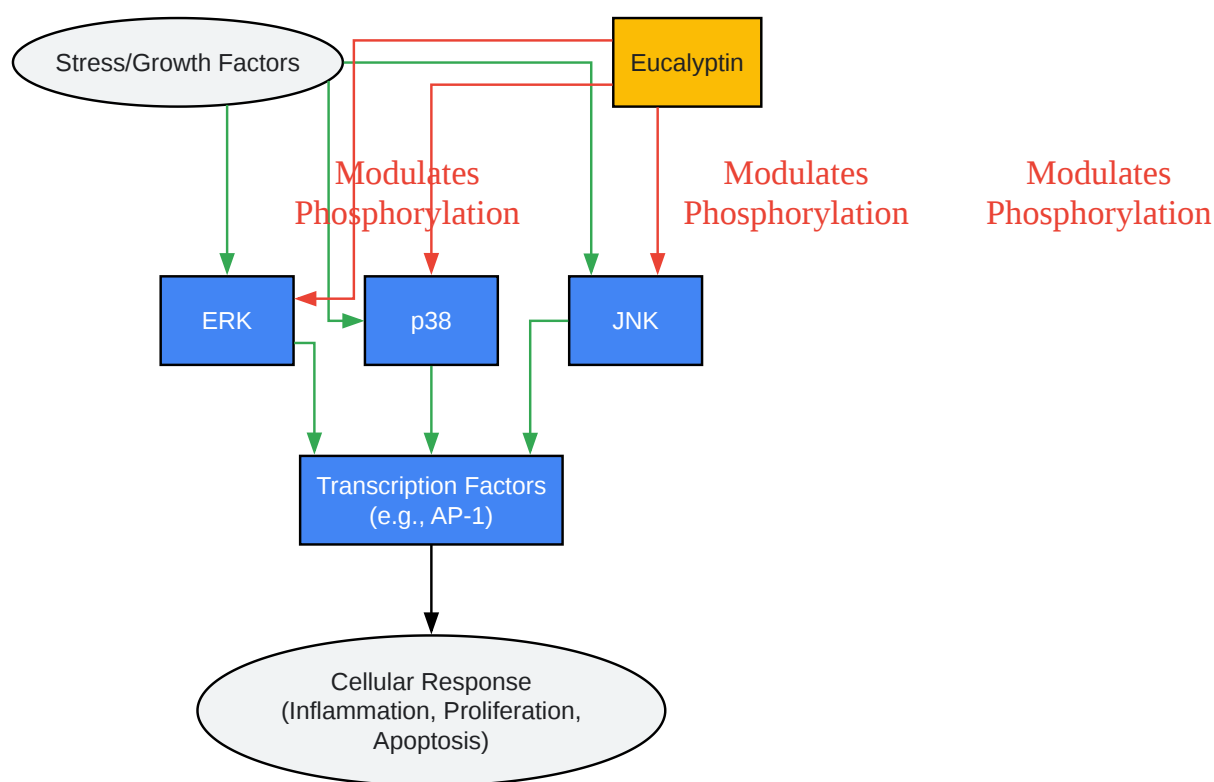 Stress/Growth Factors
Eucalyptin
Modulates
Phosphorylation
Modulates
Phosphorylation
Modulates
Phosphorylation
ERK
p38
JNK
Transcription Factors
(e.g., AP-1)
Cellular Response
(Inflammation, Proliferation,
Apoptosis)